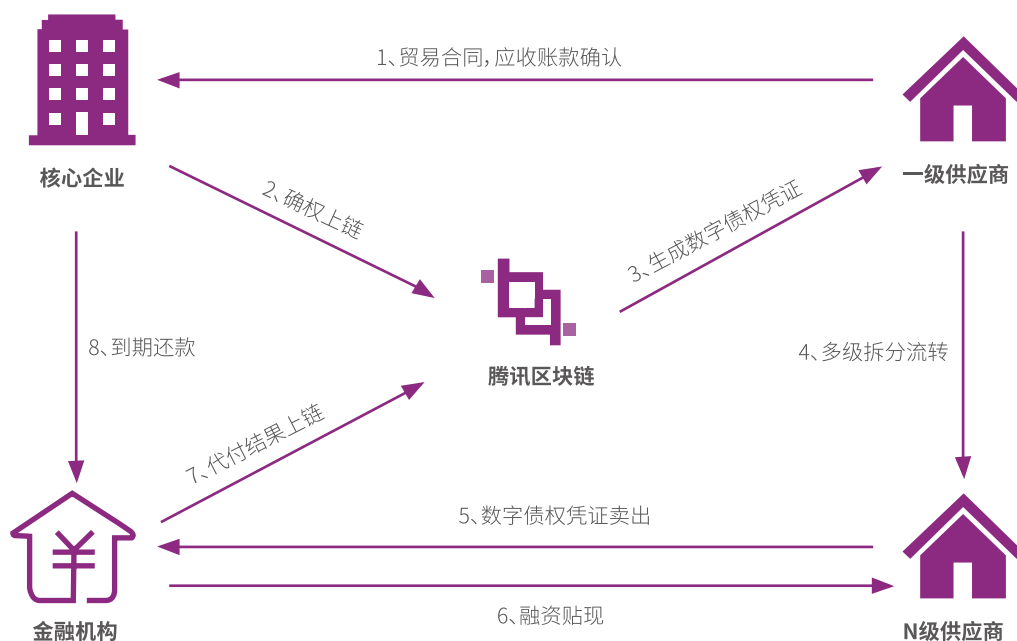 1、贸易合同，应收账款确认
核心企业
一级供应商
2、确权上链
3、生成数字债权凭证
腾讯区块链
8、到期还款
4、多级拆分流转
7、代付结果上链
5、数字债权凭证卖出
6、融资贴现
金融机构
N级供应商